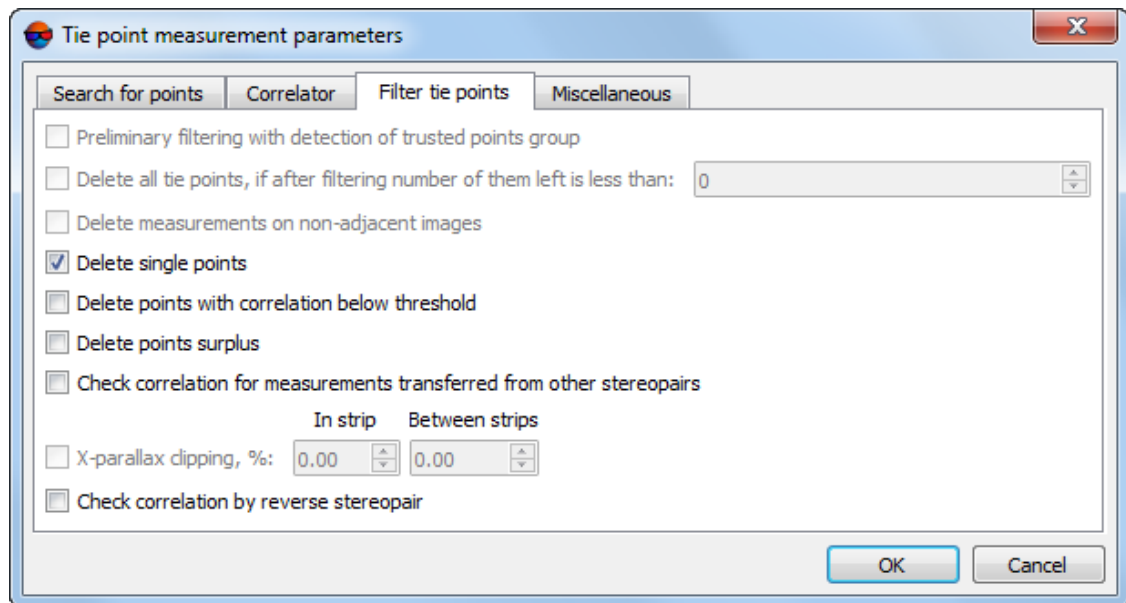 Tie point measurement parameters
X
Search for points Correlator Filter tie points Miscellaneous
Preliminary filtering with detection of trusted points group
Delete all tie points, if after filtering number of them left is less than: 0
Delete measurements on non-adjacent images
Delete single points
Delete points with correlation below threshold
Delete points surplus
Check correlation for measurements transferred from other stereopairs
In strip Between strips
X-parallax clipping, %: 0.00 0.00
Check correlation by reverse stereopair
OK Cancel